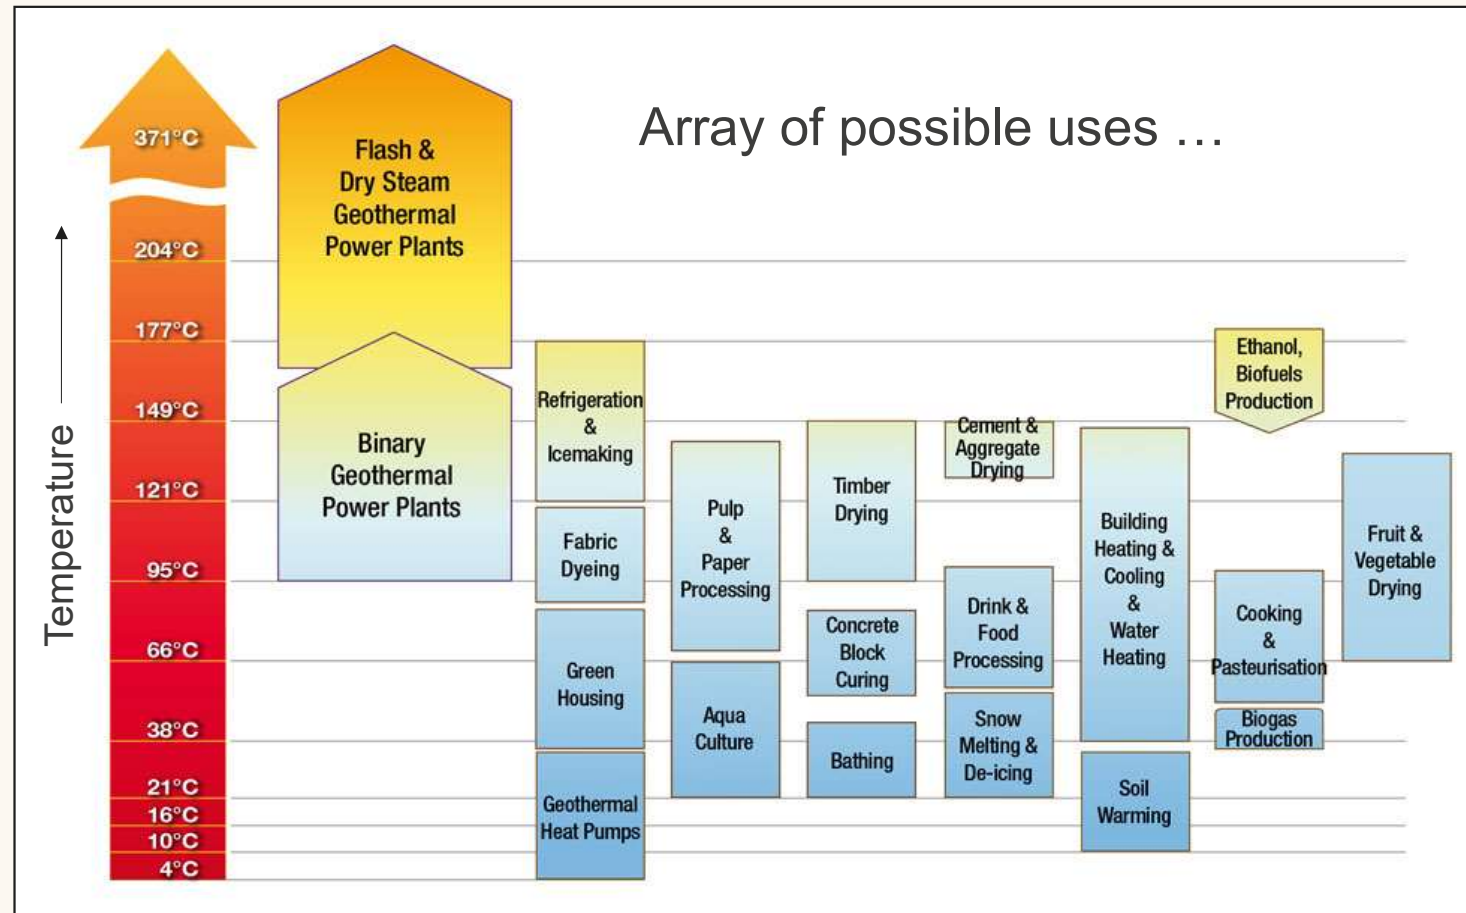 Array of possible uses …
Temperature
371°C
204°C
177°C
149°C
121°C
95°C
66°C
38°C
21°C
16°C
10°C
4°C
Flash &
Dry Steam
Geothermal
Power Plants
Binary
Geothermal
Power Plants
Refrigeration
&
Icemaking
Fabric
Dyeing
Green
Housing
Geothermal
Heat Pumps
Pulp
&
Paper
Processing
Aqua
Culture
Timber
Drying
Concrete
Block
Curing
Bathing
Cement &
Aggregate
Drying
Drink &
Food
Processing
Snow
Melting &
De-icing
Building
Heating &
Cooling
&
Water
Heating
Soil
Warming
Ethanol,
Biofuels
Production
Cooking
&
Pasteurisation
Biogas
Production
Fruit &
Vegetable
Drying